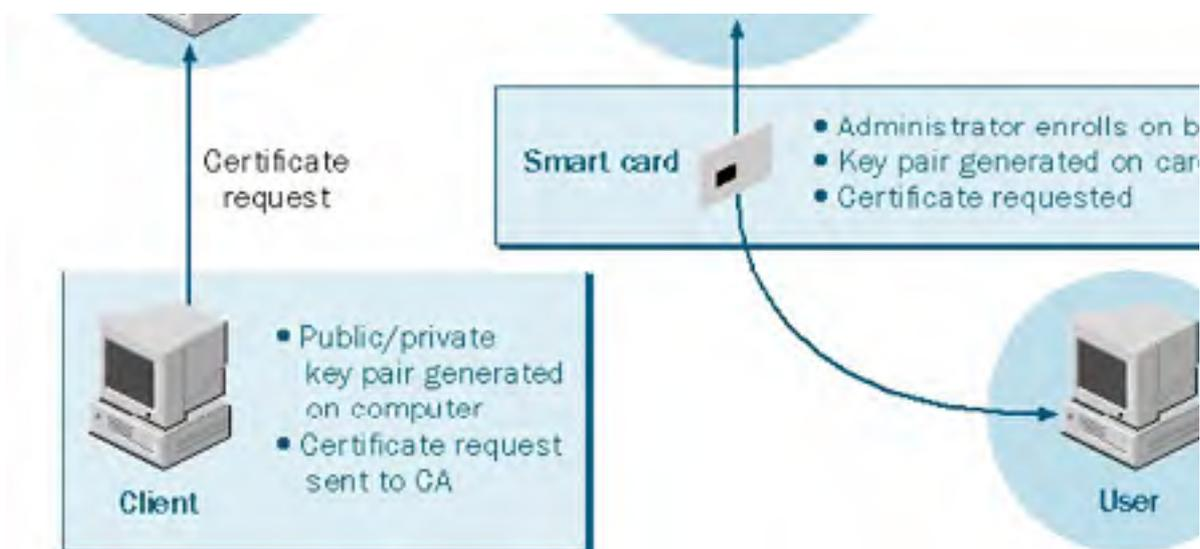 Certificate
request
Smart card
• Administrator enrolls on
• Key pair generated on
• Certificate requested
• Public/private
key pair generated
on computer
• Certificate request
sent to CA
Client
User